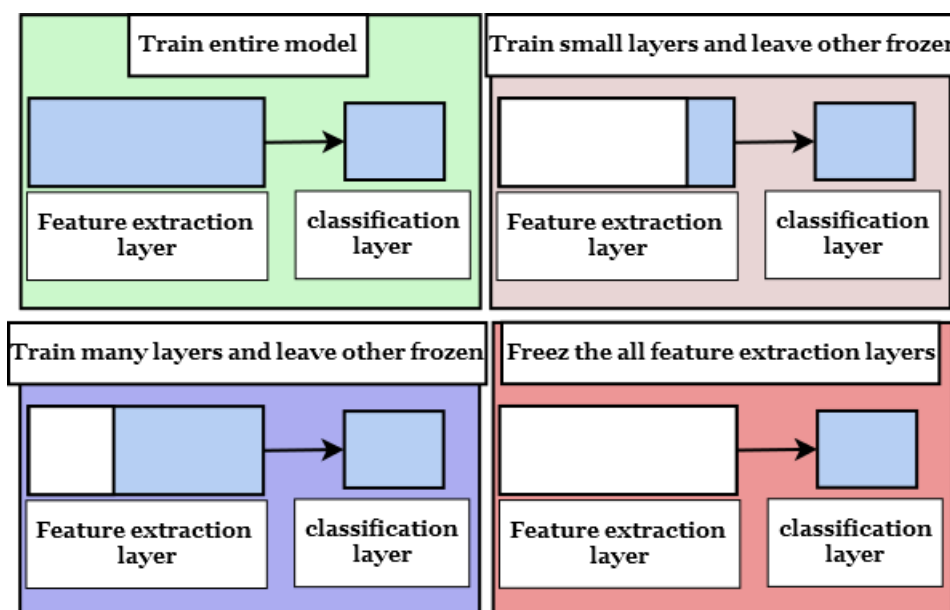 Train entire model
Train small layers and leave other frozen
Feature extraction
layer
classification
layer
Feature extraction
layer
classification
layer
Train many layers and leave other frozen
Freez the all feature extraction layers
Feature extraction
layer
classification
layer
Feature extraction
layer
classification
layer